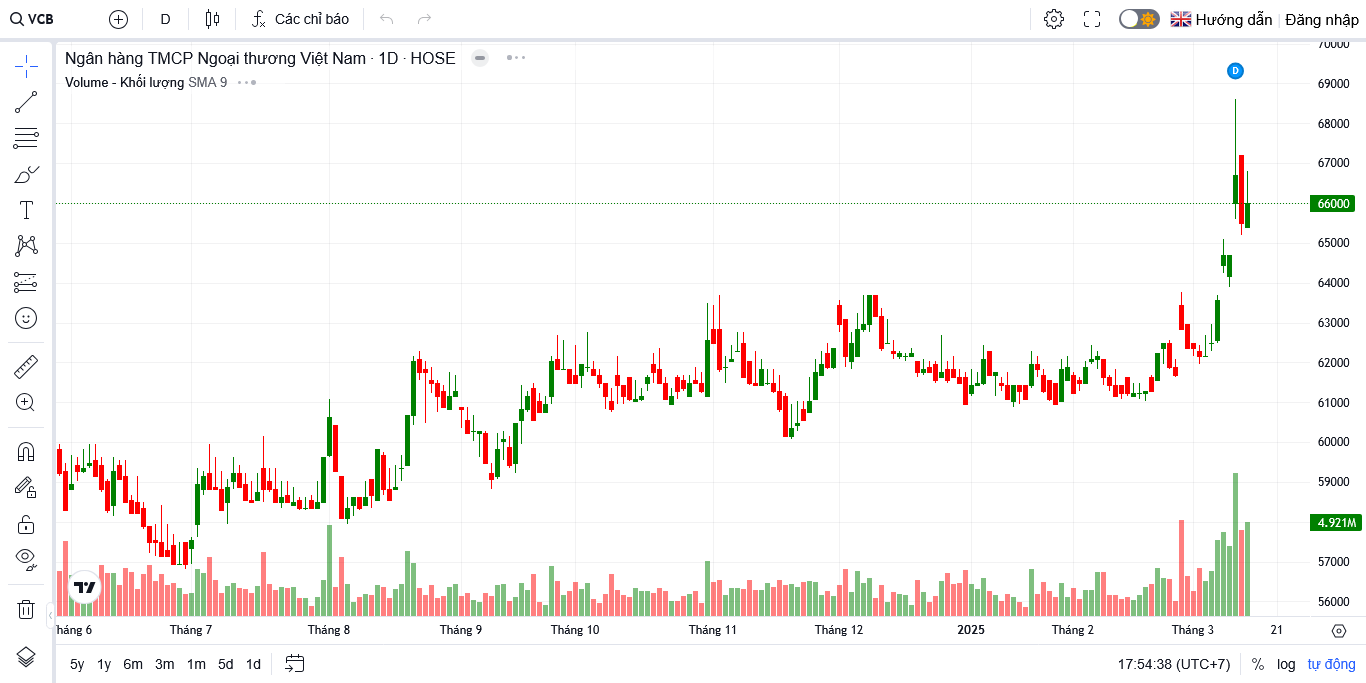 VCB D Các chỉ báo Hướng dẫn Đăng nhập
Ngân hàng TMCP Ngoại thương Việt Nam · 1D · HOSE
Volume - Khối lượng SMA 9
D
70000
69000
68000
67000
66000
65000
64000
63000
62000
61000
60000
59000
4.921M
57000
56000
háng 6 Tháng 7 Tháng 8 Tháng 9 Tháng 10 Tháng 11 Tháng 12 2025 Tháng 2 Tháng 3 21
5y 1y 6m 3m 1m 5d 1d 17:54:38 (UTC+7) % log tự động